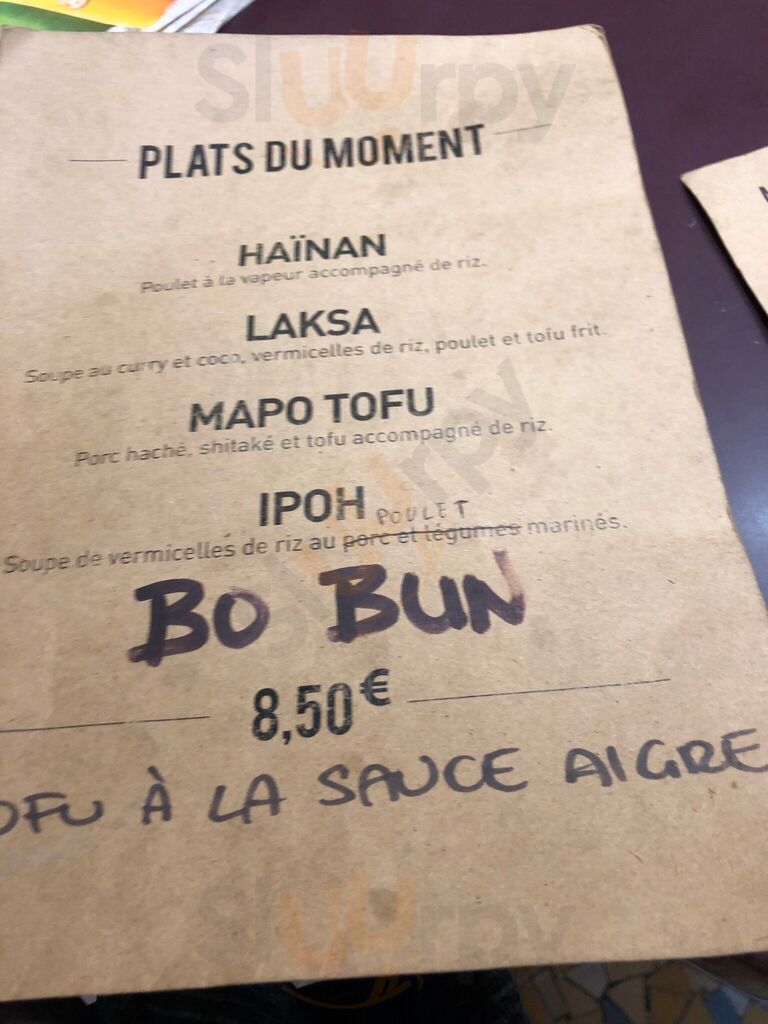 Slurpy
PLATS DU MOMENT
HAÏNAN
Poulet à la vapeur accompagné de riz.
LAKSA
Soupe au curry et coco, vermicelles de riz, poulet et tofu frit.
MAPO TOFU
Porc haché, shitaké et tofu accompagné de riz.
IPOH POULET
Soupe de vermicelles de riz au porc et légumes marinés.
BO BUN
8,50€
OFU À LA SAUCE AIGRE